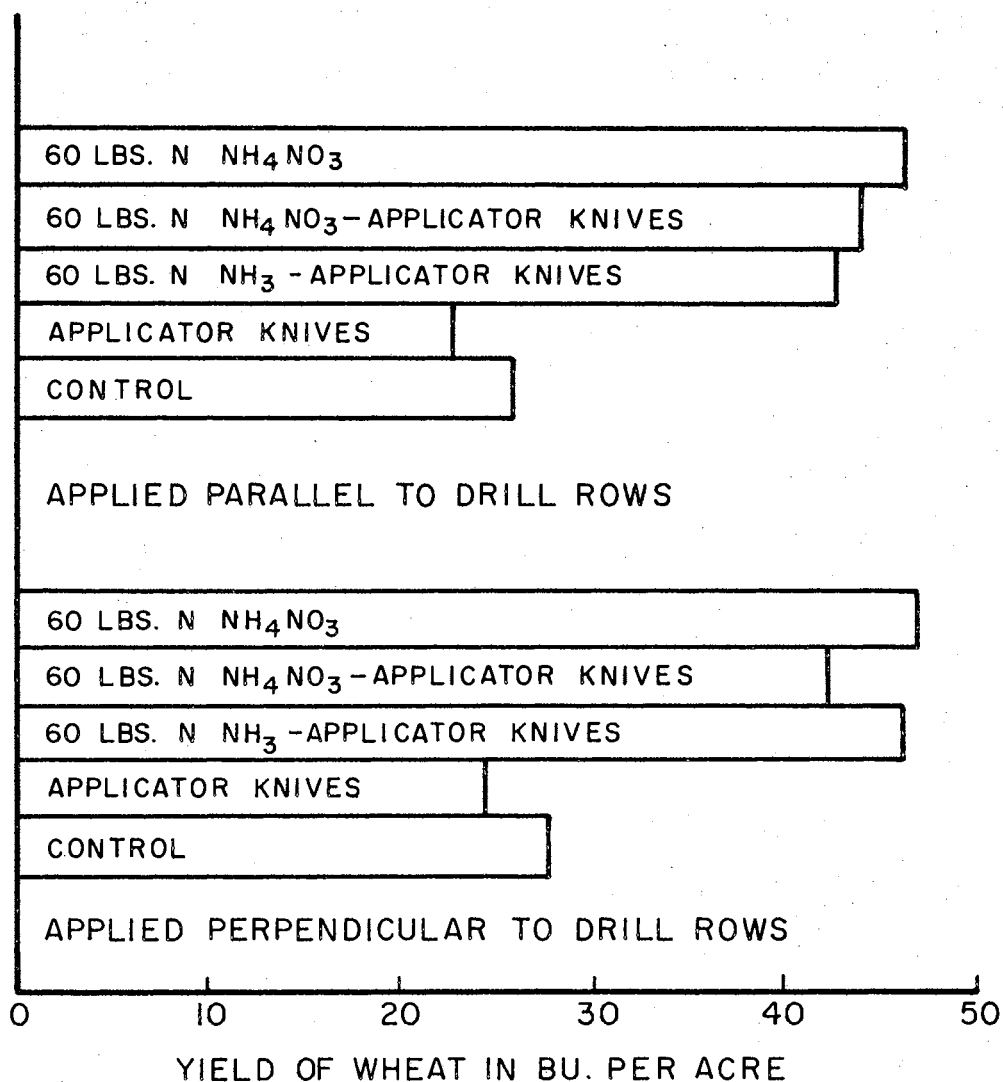 60 LBS. N NH₄NO₃
60 LBS. N NH₄NO₃-APPLICATOR KNIVES
60 LBS. N NH₃-APPLICATOR KNIVES
APPLICATOR KNIVES
CONTROL
APPLIED PARALLEL TO DRILL ROWS
60 LBS. N NH₄NO₃
60 LBS. N NH₄NO₃-APPLICATOR KNIVES
60 LBS. N NH₃-APPLICATOR KNIVES
APPLICATOR KNIVES
CONTROL
APPLIED PERPENDICULAR TO DRILL ROWS
0 10 20 30 40 50
YIELD OF WHEAT IN BU. PER ACRE